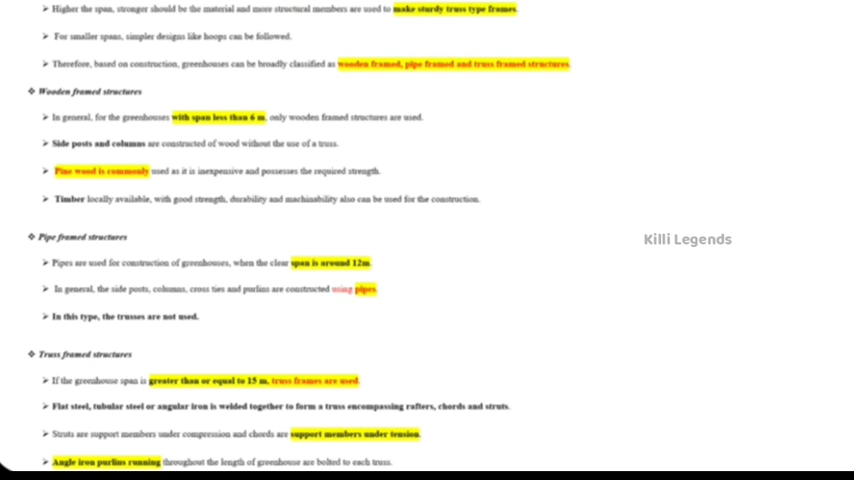 ➢ Higher the span, stronger should be the material and more structural members are used to make sturdy truss type frames.
➢ For smaller spans, simpler designs like hoops can be followed.
➢ Therefore, based on construction, greenhouses can be broadly classified as wooden framed, pipe framed and truss framed structures.
❖ Wooden framed structures
➢ In general, for the greenhouses with span less than 6 m, only wooden framed structures are used.
➢ Side posts and columns are constructed of wood without the use of a truss.
➢ Pine wood is commonly used as it is inexpensive and possesses the required strength.
➢ Timber locally available, with good strength, durability and machinability also can be used for the construction.
❖ Pipe framed structures
Killi Legends
➢ Pipes are used for construction of greenhouses, when the clear span is around 12m.
➢ In general, the side posts, columns, cross ties and purlins are constructed using pipes.
➢ In this type, the trusses are not used.
❖ Truss framed structures
➢ If the greenhouse span is greater than or equal to 15 m, truss frames are used.
➢ Flat steel, tubular steel or angular iron is welded together to form a truss encompassing rafters, chords and struts.
➢ Struts are support members under compression and chords are support members under tension.
➢ Angle iron purlins running throughout the length of greenhouse are bolted to each truss.